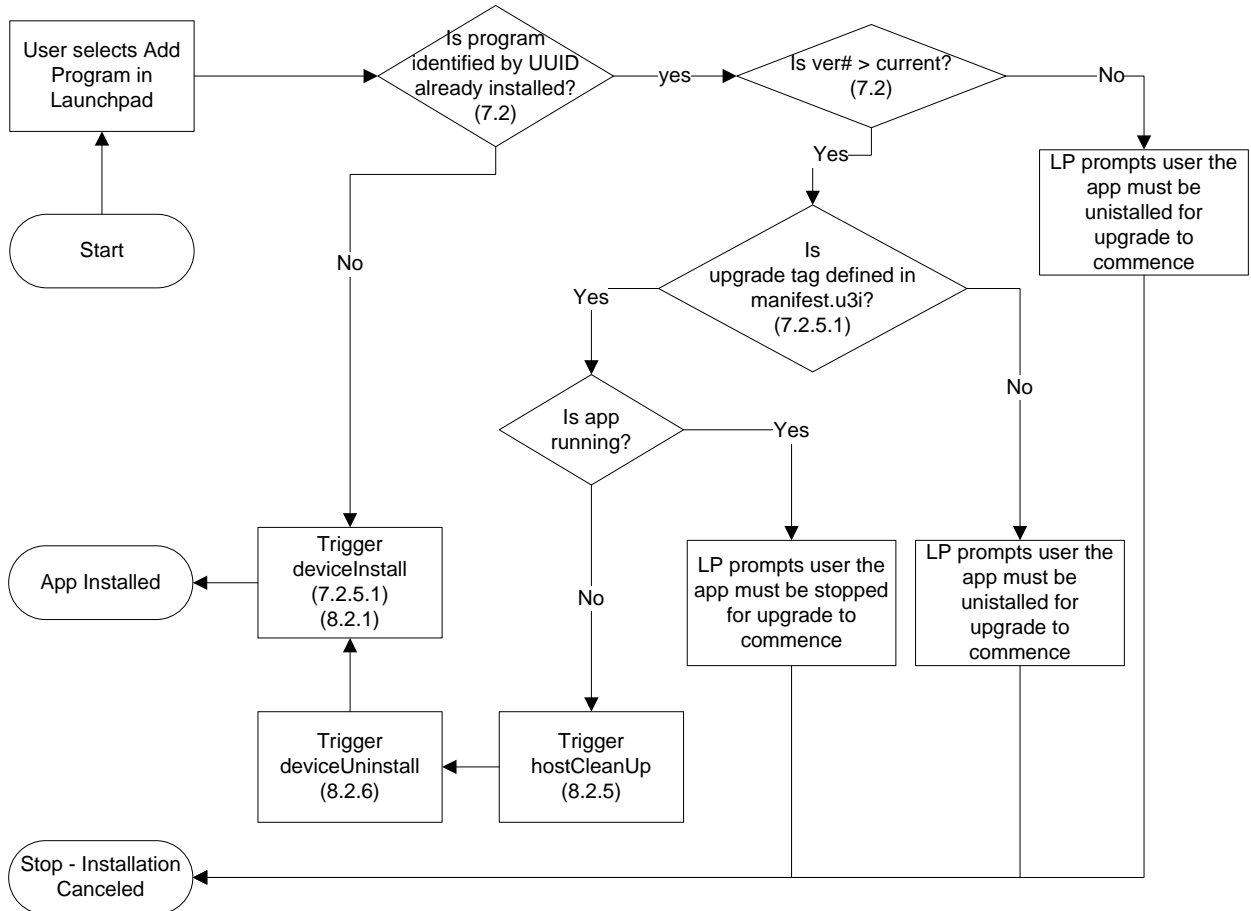 User selects Add
Program in
Launchpad
Is program
identified by UUID
already installed?
(7.2)
yes
Is ver# > current?
(7.2)
No
Yes
LP prompts user the
app must be
unistalled for
upgrade to
commence
Start
No
Is
upgrade tag defined in
manifest.u3i?
(7.2.5.1)
Yes
No
Is app
running?
Yes
App Installed
Trigger
deviceInstall
(7.2.5.1)
(8.2.1)
No
LP prompts user the
app must be stopped
for upgrade to
commence
LP prompts user the
app must be
unistalled for
upgrade to
commence
Trigger
deviceUninstall
(8.2.6)
Trigger
hostCleanUp
(8.2.5)
Stop - Installation
Canceled